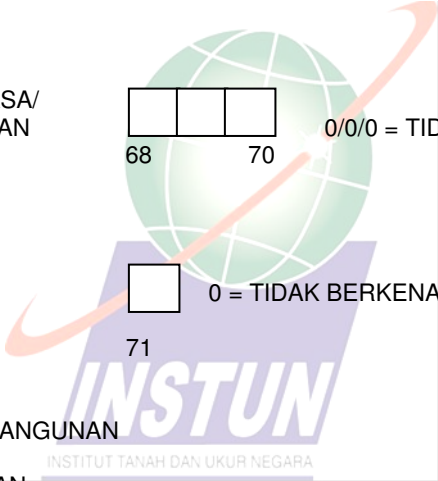 SA/
AN
0/0/0 = TID
68 70
0 = TIDAK BERKENA
71
INSTUN
ANGUNAN
INSTITUT TANAH DAN UKUR NEGARA